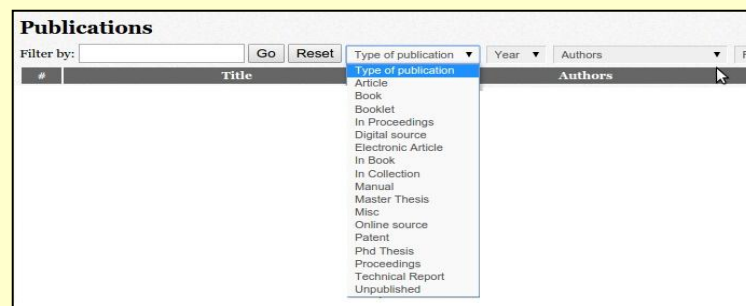 Publications
Filter by: Go Reset Type of publication ▼ Year ▼ Authors ▼
# Title Authors
Type of publication
Article
Book
Booklet
In Proceedings
Digital source
Electronic Article
In Book
In Collection
Manual
Master Thesis
Misc
Online source
Patent
Phd Thesis
Proceedings
Technical Report
Unpublished